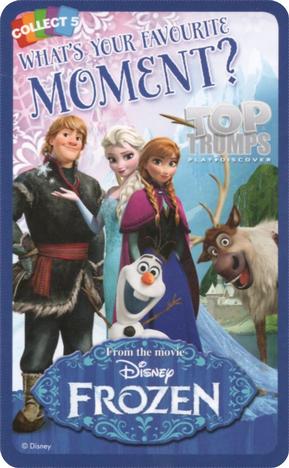 COLLECT 5
WHAT'S YOUR FAVOURITE
MOMENT?
TOP
TRUMPS
PLAY•DISCOVER
From the movie
Disney
FROZEN
© Disney